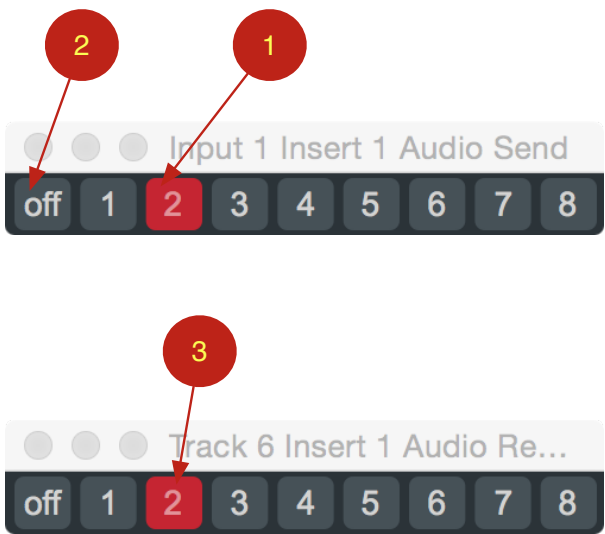 2 1
Input 1 Insert 1 Audio Send
off 1 2 3 4 5 6 7 8
3
Track 6 Insert 1 Audio Re...
off 1 2 3 4 5 6 7 8